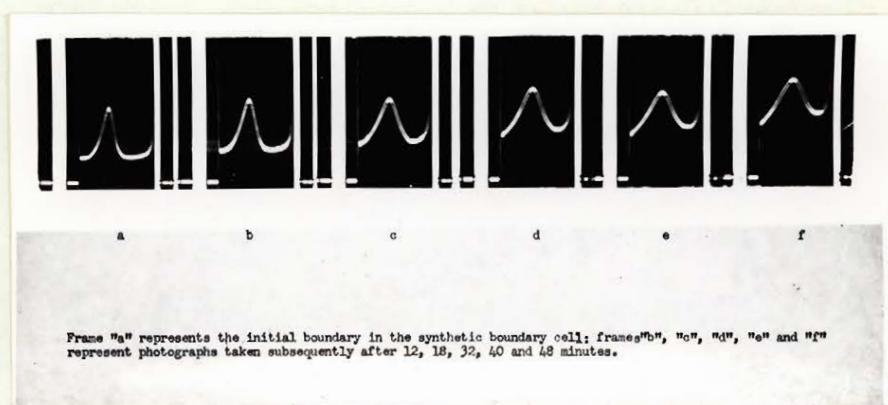 a b c d e f
Frame "a" represents the initial boundary in the synthetic boundary cell; frames"b", "c", "d", "e" and "f"
represent photographs taken subsequently after 12, 18, 32, 40 and 48 minutes.